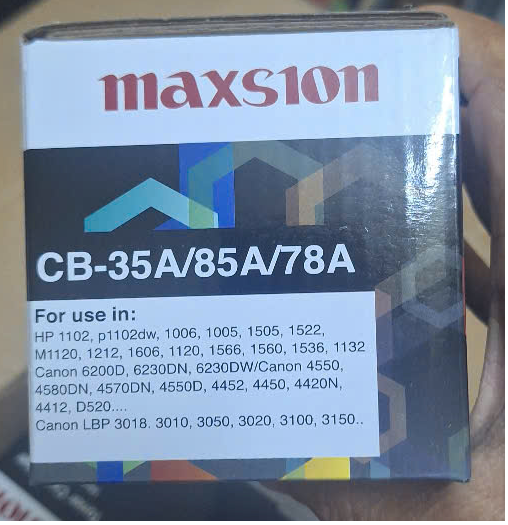 maxsion
CB-35A/85A/78A
For use in:
HP 1102, p1102dw, 1006, 1005, 1505, 1522,
M1120, 1212, 1606, 1120, 1566, 1560, 1536, 1132
Canon 6200D, 6230DN, 6230DW/Canon 4550,
4580DN, 4570DN, 4550D, 4452, 4450, 4420N,
4412, D520....
Canon LBP 3018. 3010, 3050, 3020, 3100, 3150..